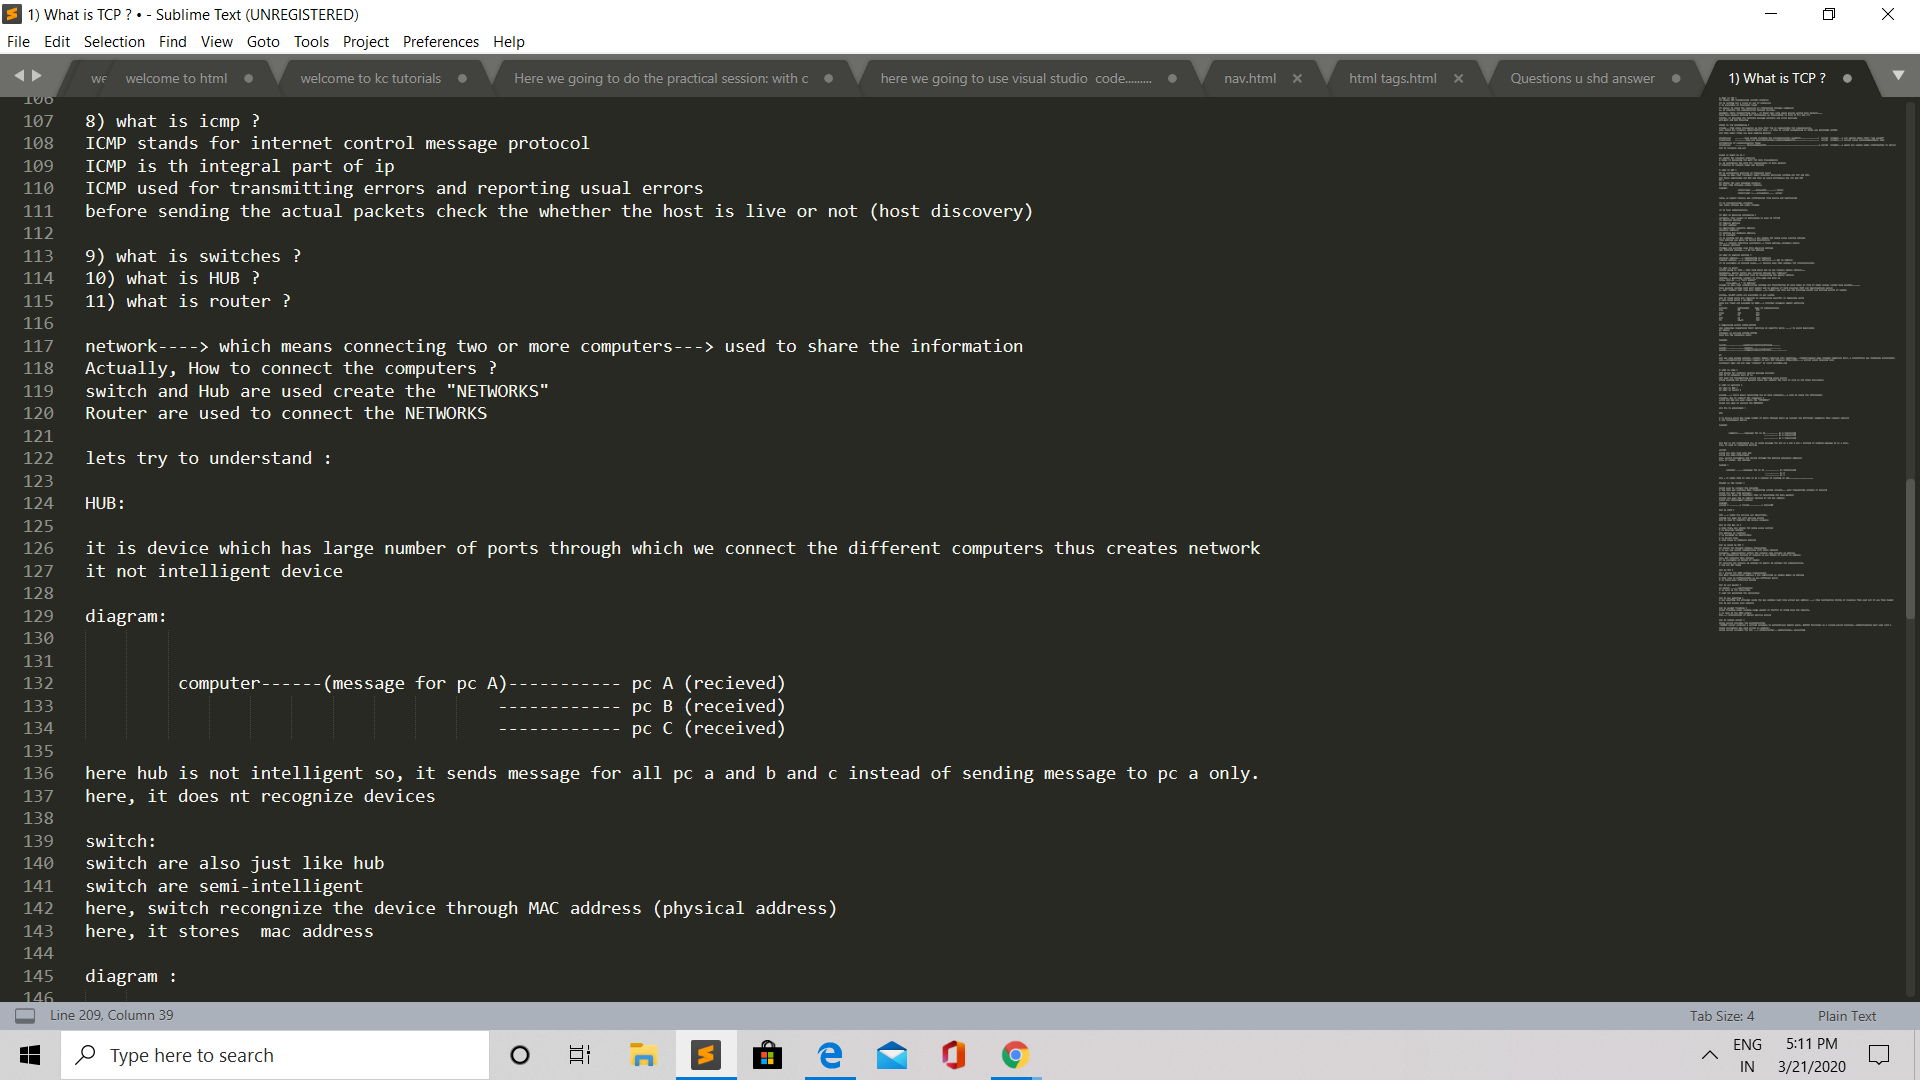 1) What is TCP ? • - Sublime Text (UNREGISTERED)
File Edit Selection Find View Goto Tools Project Preferences Help
we welcome to html welcome to kc tutorials Here we going to do the practical session: with c here we going to use visual studio code......... nav.html html tags.html Questions u shd answer 1) What is TCP ?
106
107 8) what is icmp ?
108 ICMP stands for internet control message protocol
109 ICMP is th integral part of ip
110 ICMP used for transmitting errors and reporting usual errors
111 before sending the actual packets check the whether the host is live or not (host discovery)
112
113 9) what is switches ?
114 10) what is HUB ?
115 11) what is router ?
116
117 network----> which means connecting two or more computers---> used to share the information
118 Actually, How to connect the computers ?
119 switch and Hub are used create the "NETWORKS"
120 Router are used to connect the NETWORKS
121
122 lets try to understand :
123
124 HUB:
125
126 it is device which has large number of ports through which we connect the different computers thus creates network
127 it not intelligent device
128
129 diagram:
130
131
132 computer------(message for pc A)----------- pc A (recieved)
133 ------------ pc B (received)
134 ------------ pc C (received)
135
136 here hub is not intelligent so, it sends message for all pc a and b and c instead of sending message to pc a only.
137 here, it does nt recognize devices
138
139 switch:
140 switch are also just like hub
141 switch are semi-intelligent
142 here, switch recongnize the device through MAC address (physical address)
143 here, it stores  mac address
144
145 diagram :
146
Line 209, Column 39 Tab Size: 4 Plain Text
Type here to search
ENG 5:11 PM
IN 3/21/2020